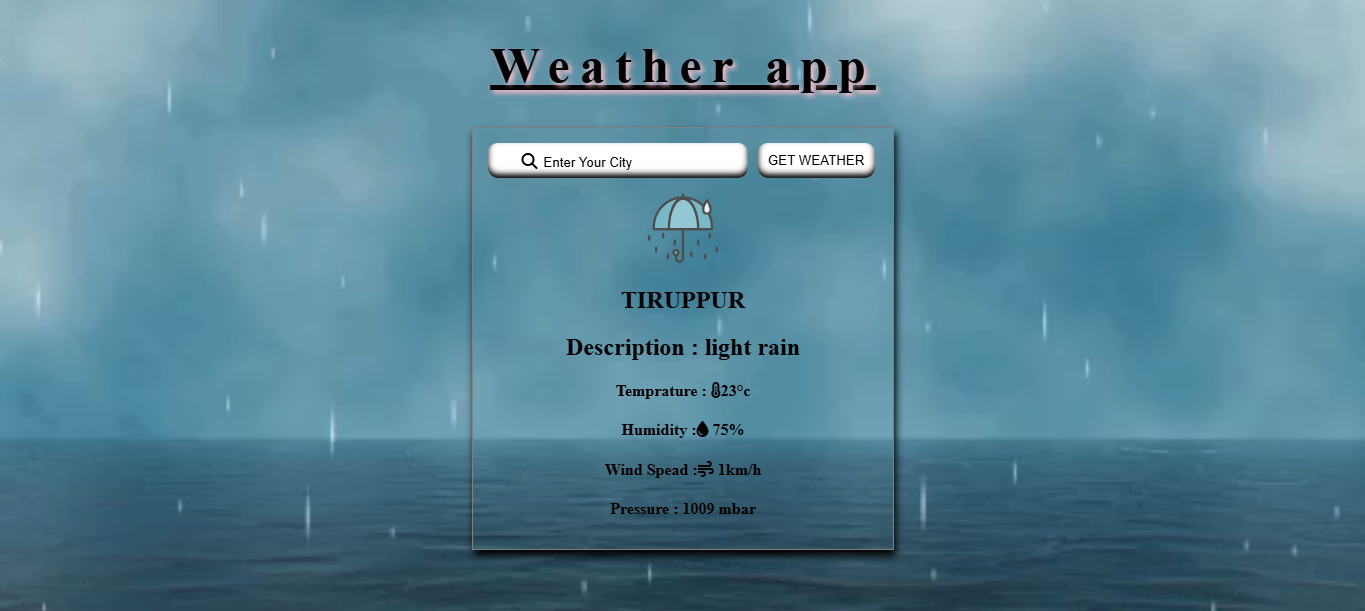 Weather app
Enter Your City
GET WEATHER
TIRUPPUR
Description : light rain
Temprature : 23°c
Humidity : 75%
Wind Spead : 1km/h
Pressure : 1009 mbar